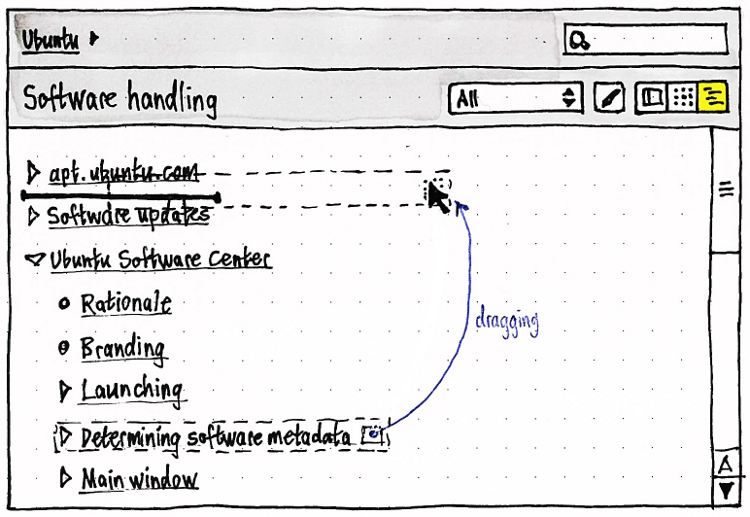 Ubuntu
Software handling
All
apt.ubuntu.com
Software updates
Ubuntu Software Center
Rationale
Branding
dragging
Launching
Determining software metadata
Main window